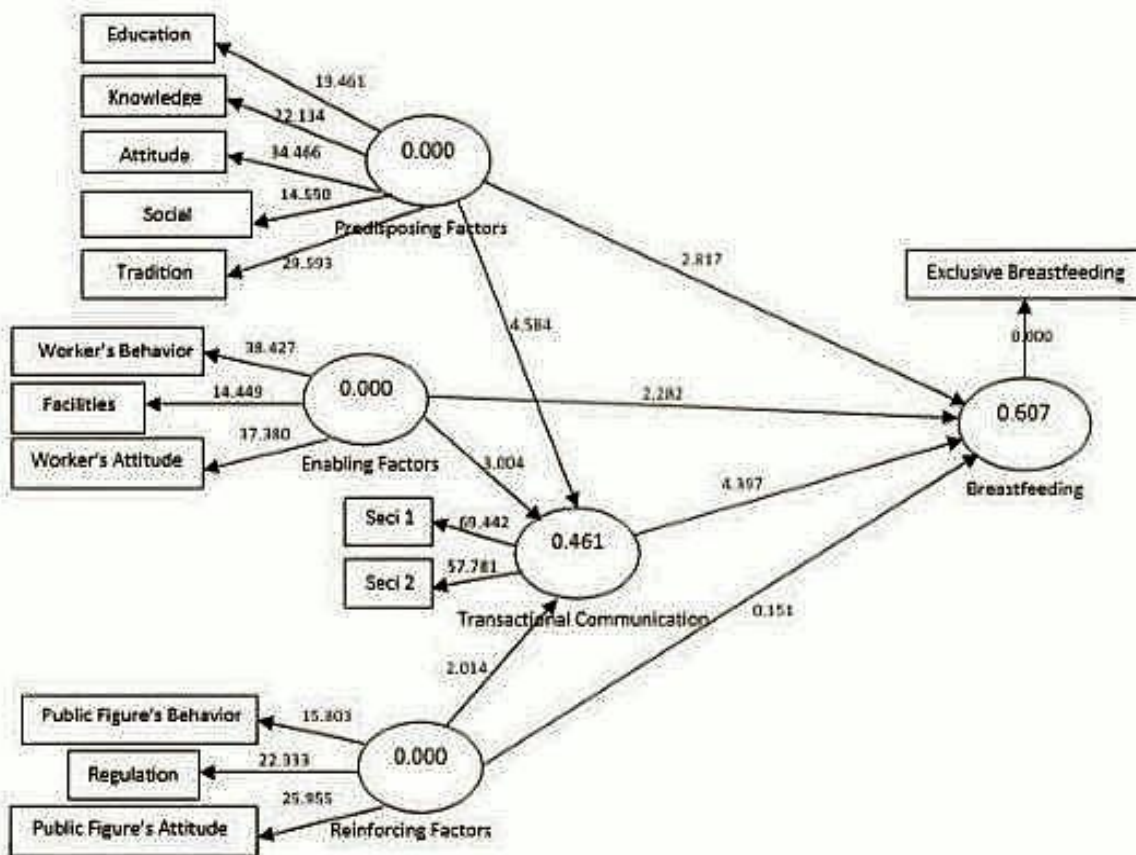 Education
19.461
Knowledge
22.134
0.000
Attitude
34.466
Social
14.590
Predisposing Factors
Tradition
29.593
2.817
Exclusive Breastfeeding
0.000
4.584
Worker's Behavior
38.427
0.000
Facilities
14.449
2.282
0.607
Worker's Attitude
37.380
Enabling Factors
3.004
4.397
Breastfeeding
Seci 1
69.442
0.461
Seci 2
57.781
Transactional Communication
0.151
2.014
Public Figure's Behavior
15.803
0.000
Regulation
22.333
Public Figure's Attitude
25.955
Reinforcing Factors